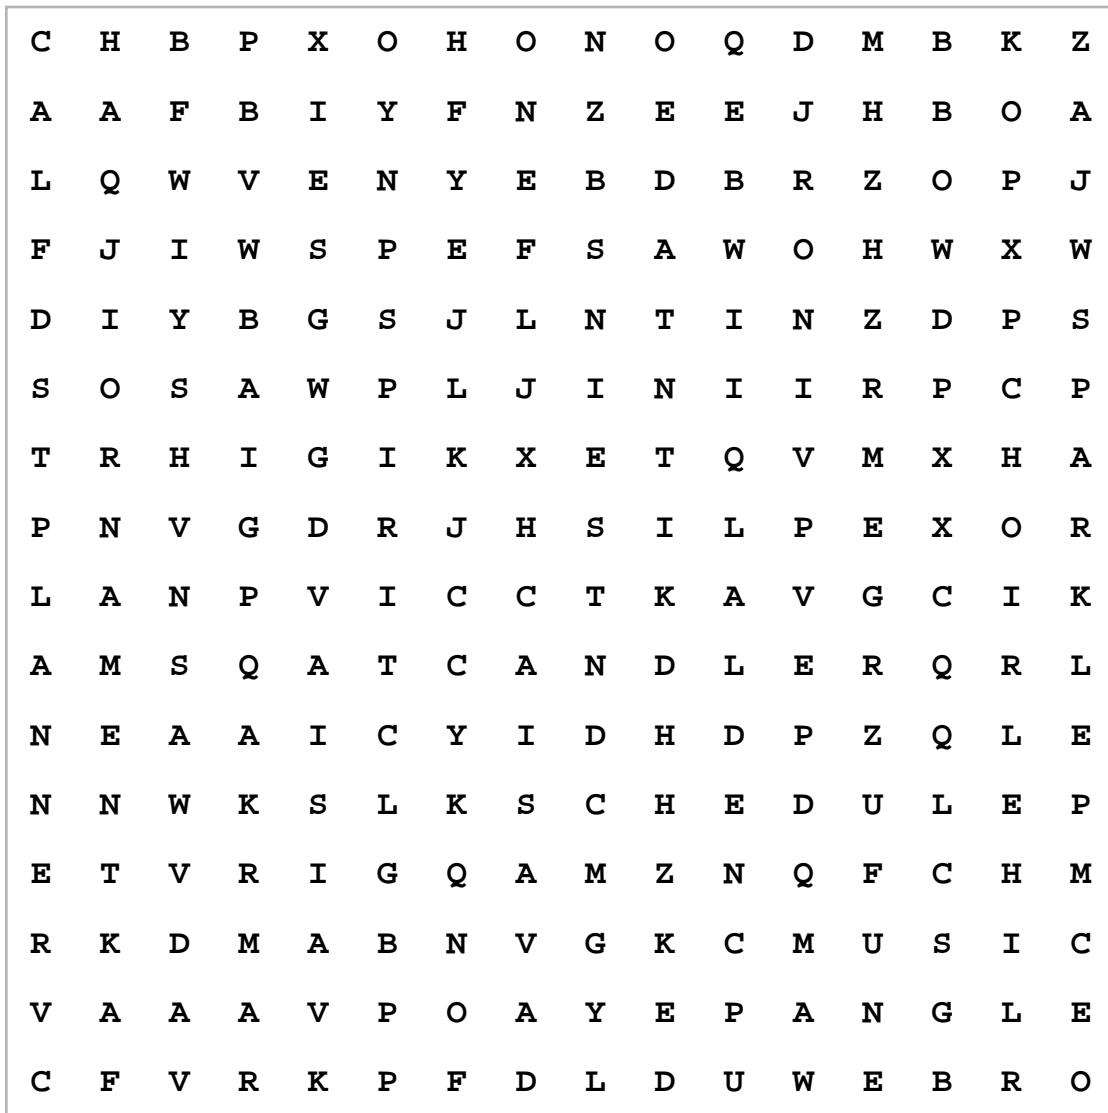 C H B P X O H O N O Q D M B K Z
A A F B I Y F N Z E E J H B O A
L Q W V E N Y E B D B R Z O P J
F J I W S P E F S A W O H W X W
D I Y B G S J L N T I N Z D P S
S O S A W P L J I N I I R P C P
T R H I G I K X E T Q V M X H A
P N V G D R J H S I L P E X O R
L A N P V I C C T K A V G C I K
A M S Q A T C A N D L E R Q R L
N E A A I C Y I D H D P Z Q L E
N N W K S L K S C H E D U L E P
E T V R I G Q A M Z N Q F C H M
R K D M A B N V G K C M U S I C
V A A A V P O A Y E P A N G L E
C F V R K P F D L D U W E B R O